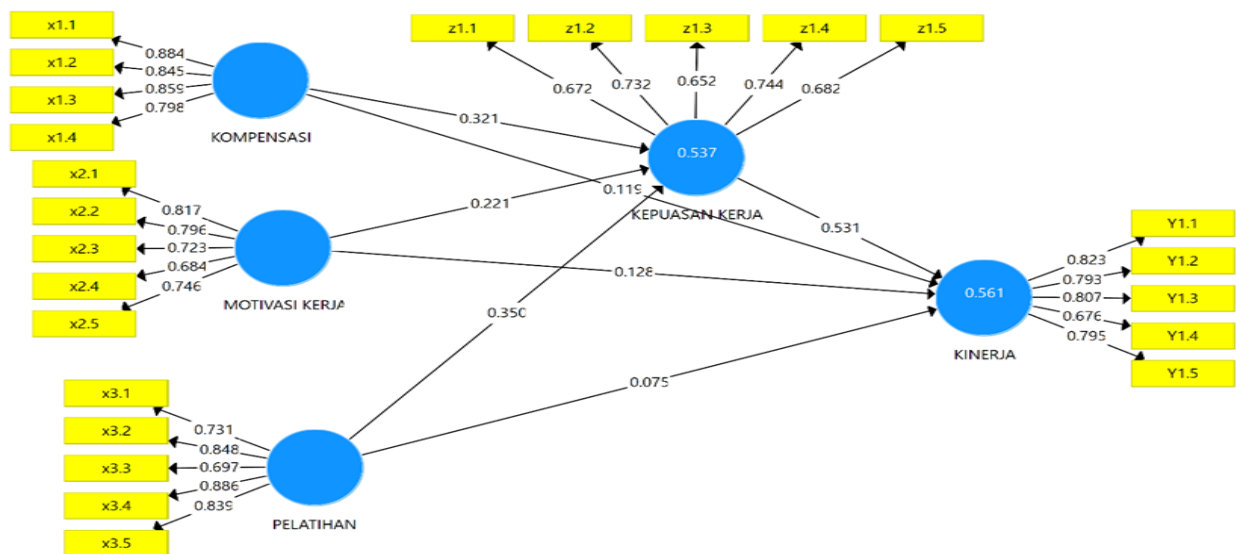 x1.1
x1.2
x1.3
x1.4
0.884
0.845
0.859
0.798
KOMPENSASI
z1.1
z1.2
z1.3
z1.4
z1.5
0.672
0.732
0.652
0.744
0.682
0.321
0.537
KEPUASAN KERJA
0.119
x2.1
x2.2
x2.3
x2.4
x2.5
0.817
0.796
0.723
0.684
0.746
MOTIVASI KERJA
0.221
0.128
0.531
0.350
0.075
0.561
KINERJA
0.823
0.793
0.807
0.676
0.795
Y1.1
Y1.2
Y1.3
Y1.4
Y1.5
x3.1
x3.2
x3.3
x3.4
x3.5
0.731
0.848
0.697
0.886
0.839
PELATIHAN